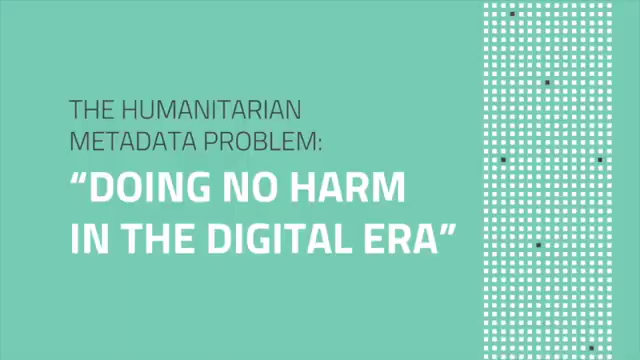 THE HUMANITARIAN
METADATA PROBLEM:
“DOING NO HARM
IN THE DIGITAL ERA”